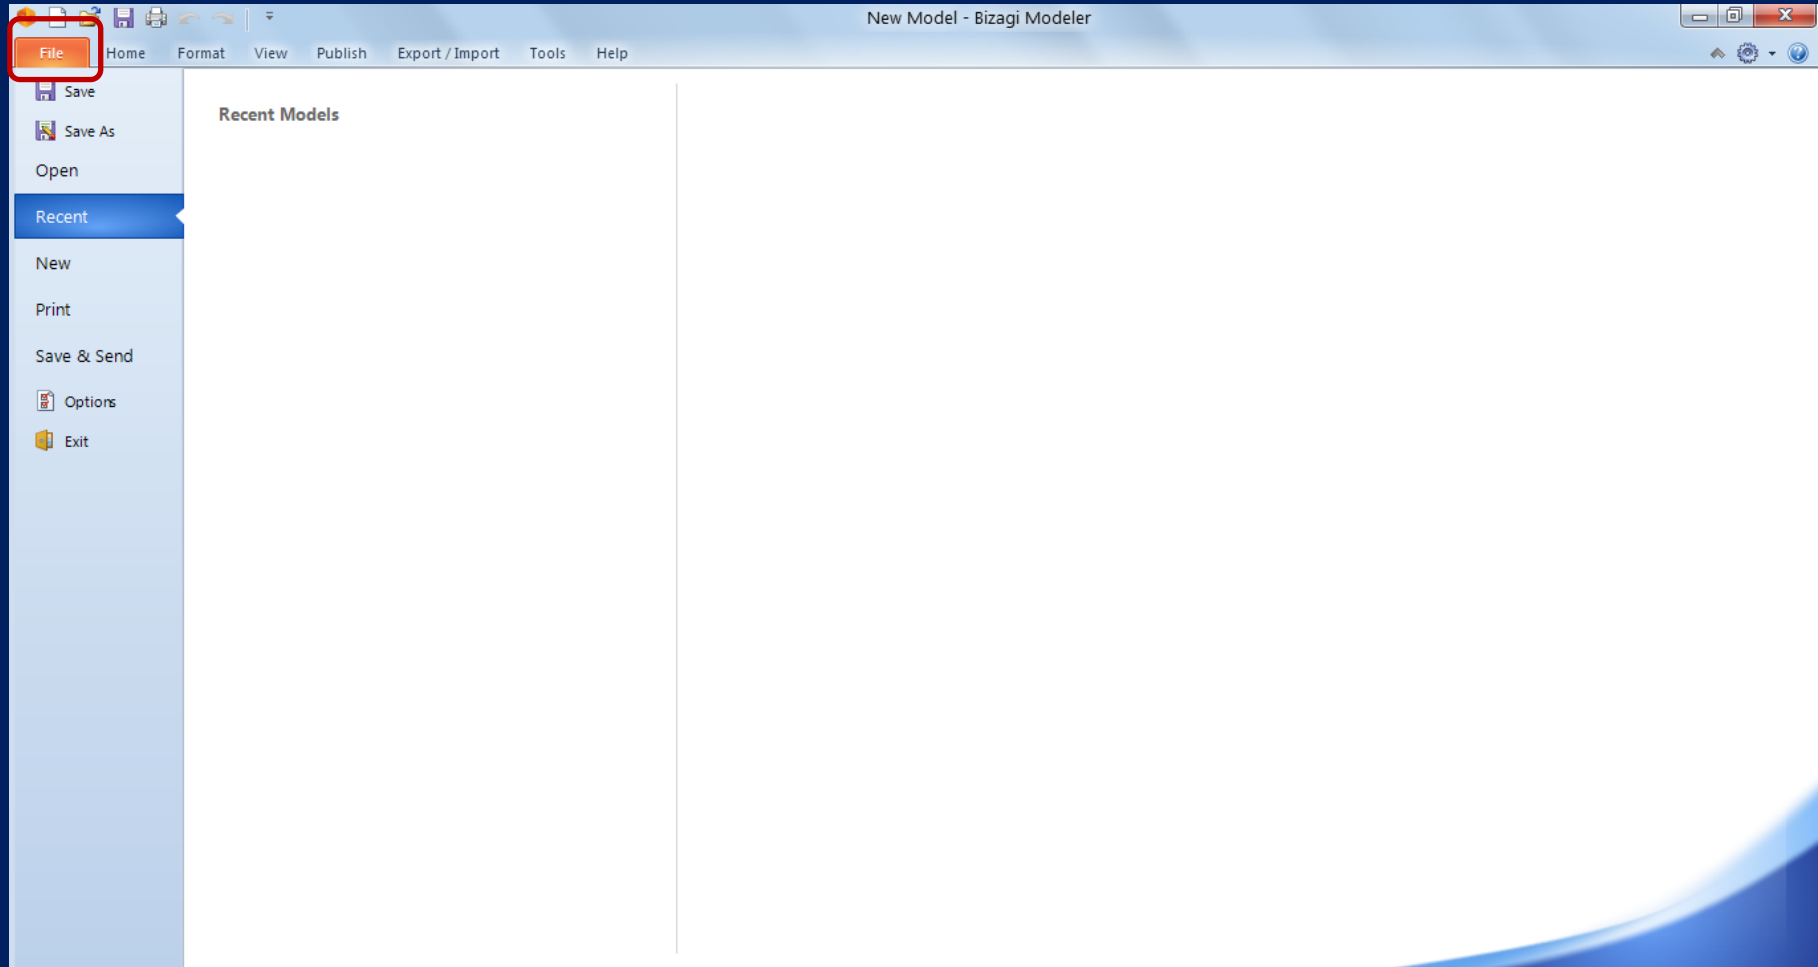 New Model - Bizagi Modeler
File Home Format View Publish Export / Import Tools Help
Save
Recent Models
Save As
Open
Recent
New
Print
Save & Send
Options
Exit